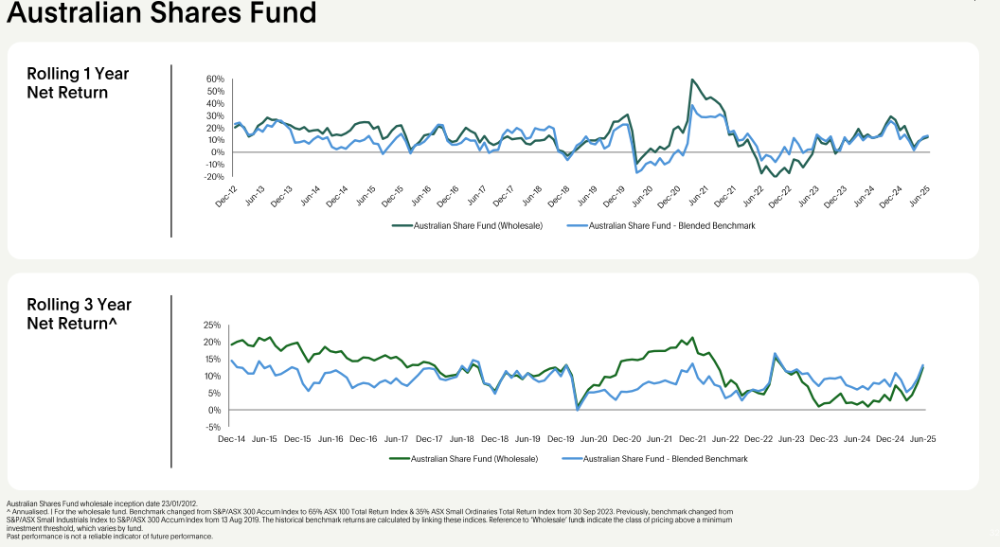 Australian Shares Fund
Rolling 1 Year
Net Return
60%
50%
40%
30%
20%
10%
0%
-10%
-20%
Dec-12 Jun-13 Dec-13 Jun-14 Dec-14 Jun-15 Dec-15 Jun-16 Dec-16 Jun-17 Dec-17 Jun-18 Dec-18 Jun-19 Dec-19 Jun-20 Dec-20 Jun-21 Dec-21 Jun-22 Dec-22 Jun-23 Dec-23 Jun-24 Dec-24 Jun-25
Australian Share Fund (Wholesale) Australian Share Fund - Blended Benchmark
Rolling 3 Year
Net Return^
25%
20%
15%
10%
5%
0%
-5%
Dec-14 Jun-15 Dec-15 Jun-16 Dec-16 Jun-17 Dec-17 Jun-18 Dec-18 Jun-19 Dec-19 Jun-20 Dec-20 Jun-21 Dec-21 Jun-22 Dec-22 Jun-23 Dec-23 Jun-24 Dec-24 Jun-25
Australian Share Fund (Wholesale) Australian Share Fund - Blended Benchmark
Australian Shares Fund wholesale inception date 23/01/2012.
^ Annualised. | For the wholesale fund. Benchmark changed from S&P/ASX 300 Accum Index to 65% ASX 100 Total Return Index & 35% ASX Small Ordinaries Total Return Index from 30 Sep 2023. Previously, benchmark changed from
S&P/ASX Small Industrials Index to S&P/ASX 300 Accum Index from 13 Aug 2019. The historical benchmark returns are calculated by linking these indices. Reference to 'Wholesale' funds indicate the class of pricing above a minimum
investment threshold, which varies by fund.
Past performance is not a reliable indicator of future performance.